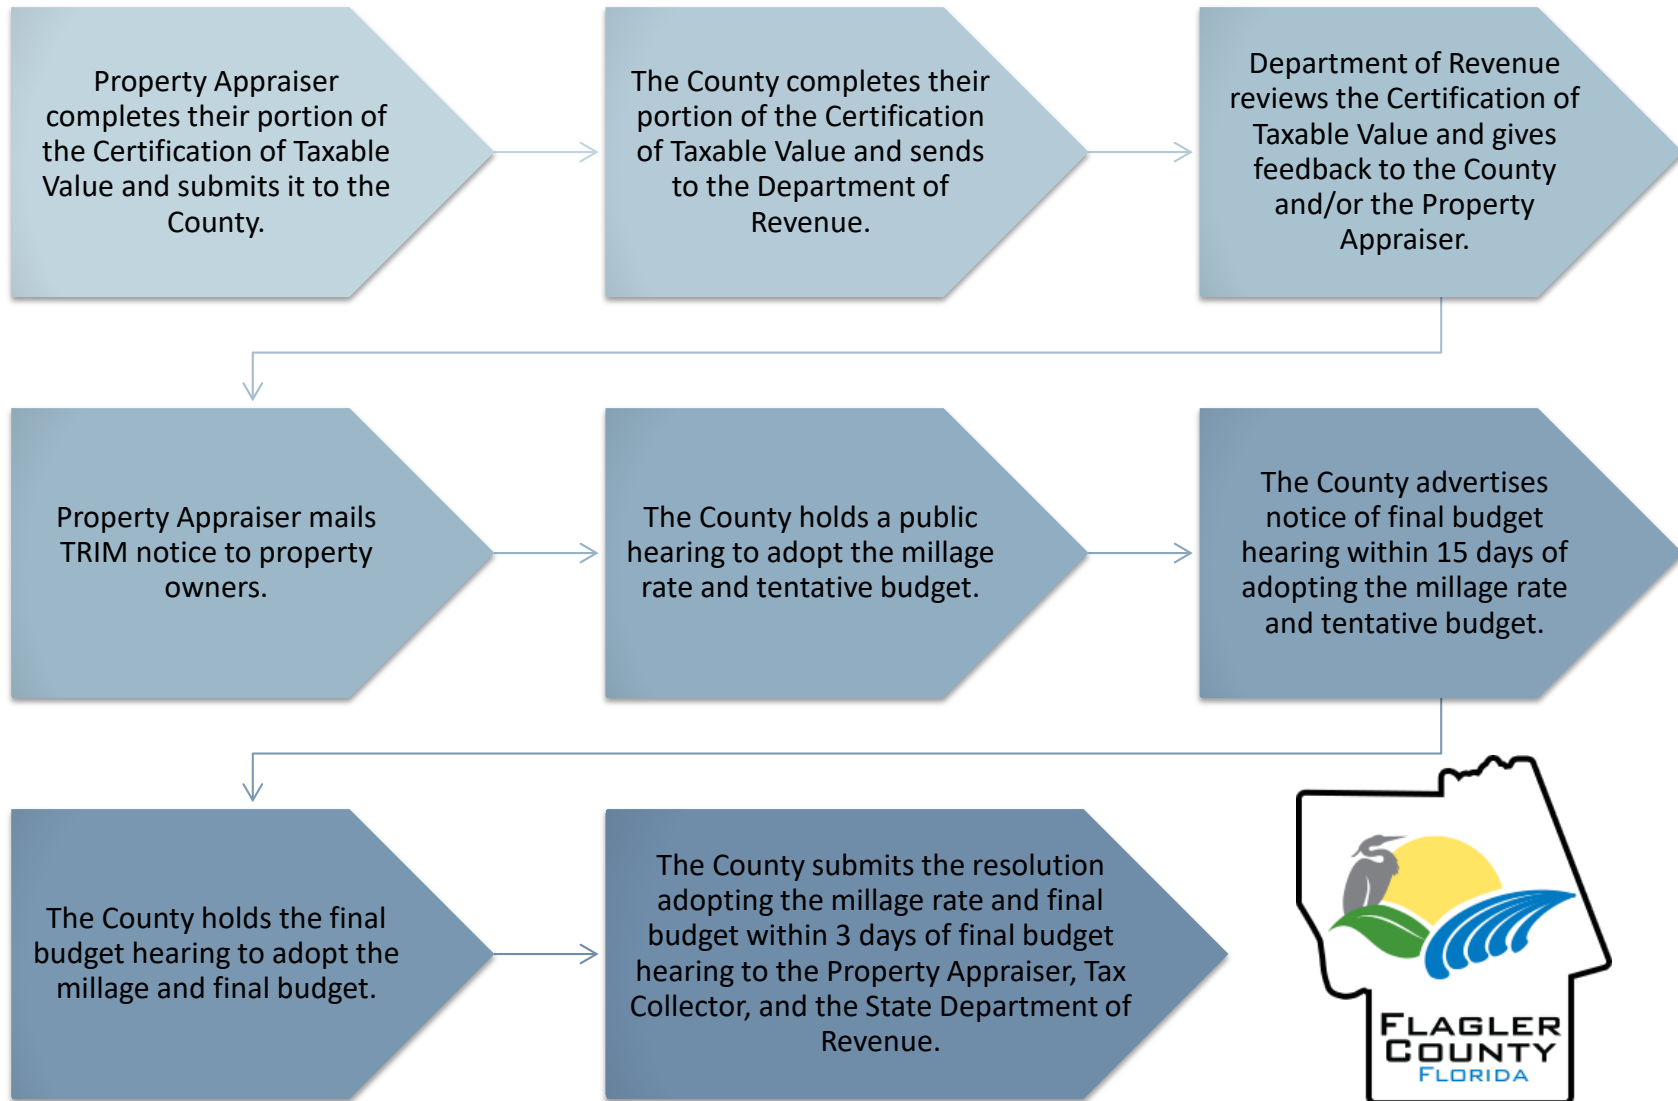 Property Appraiser
completes their portion of
the Certification of Taxable
Value and submits it to the
County.
The County completes their
portion of the Certification
of Taxable Value and sends
to the Department of
Revenue.
Department of Revenue
reviews the Certification of
Taxable Value and gives
feedback to the County
and/or the Property
Appraiser.
Property Appraiser mails
TRIM notice to property
owners.
The County holds a public
hearing to adopt the millage
rate and tentative budget.
The County advertises
notice of final budget
hearing within 15 days of
adopting the millage rate
and tentative budget.
The County holds the final
budget hearing to adopt the
millage and final budget.
The County submits the resolution
adopting the millage rate and final
budget within 3 days of final budget
hearing to the Property Appraiser, Tax
Collector, and the State Department of
Revenue.
FLAGLER
COUNTY
FLORIDA